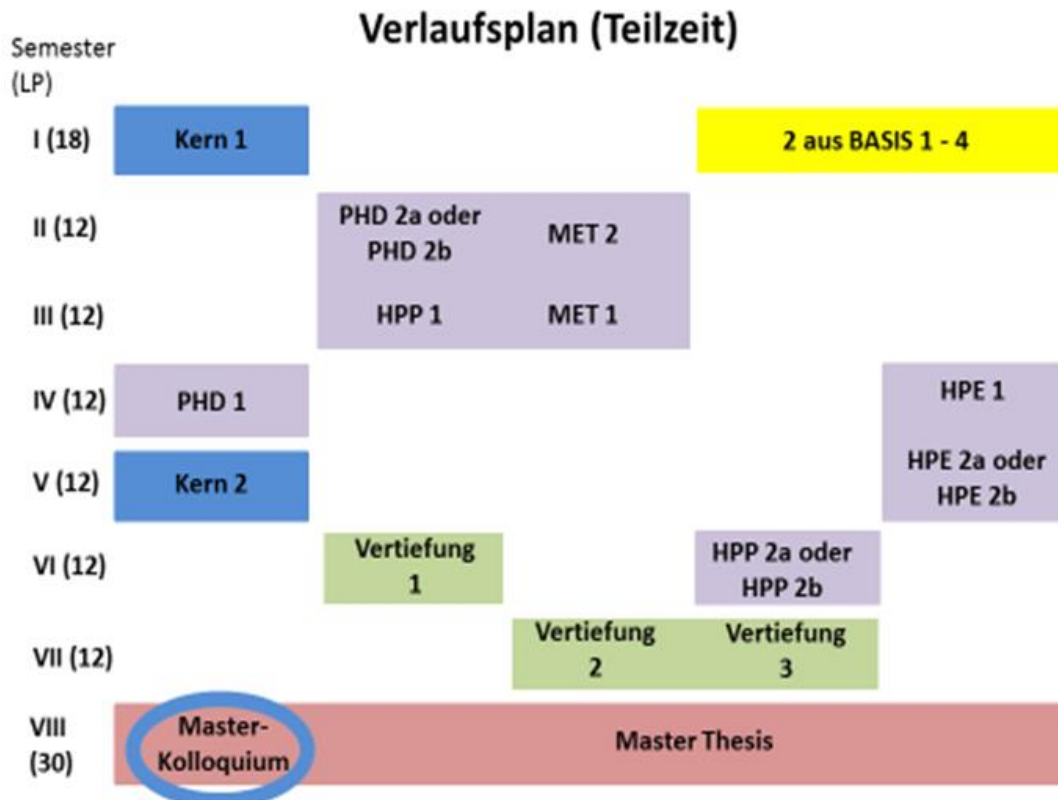 Verlaufsplan (Teilzeit)
Semester
(LP)
I (18)
Kern 1
2 aus BASIS 1 - 4
II (12)
PHD 2a oder
PHD 2b
MET 2
III (12)
HPP 1
MET 1
IV (12)
PHD 1
HPE 1
V (12)
Kern 2
HPE 2a oder
HPE 2b
VI (12)
Vertiefung
1
HPP 2a oder
HPP 2b
VII (12)
Vertiefung
2
Vertiefung
3
VIII
(30)
Master-
Kolloquium
Master Thesis